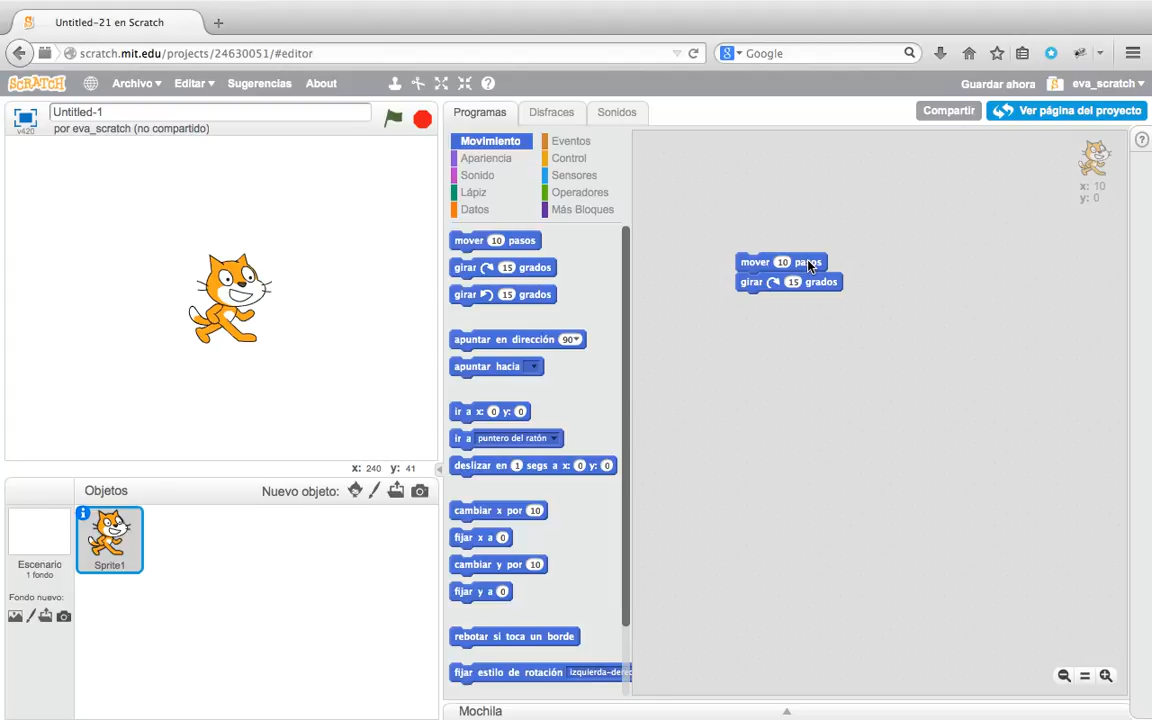 Untitled-21 en Scratch
scratch.mit.edu/projects/24630051/#editor
Google
SCRATCH Archivo Editar Sugerencias About
Guardar ahora eva_scratch
v420
Untitled-1
por eva_scratch (no compartido)
Programas Disfraces Sonidos
Compartir Ver página del proyecto
Movimiento Eventos
Apariencia Control
Sonido Sensores
Lápiz Operadores
Datos Más Bloques
mover 10 pasos
girar 15 grados
girar 15 grados
apuntar en dirección 90
apuntar hacia
ir a x: 0 y: 0
ir a puntero del ratón
deslizar en 1 segs a x: 0 y: 0
cambiar x por 10
fijar x a 0
cambiar y por 10
fijar y a 0
rebotar si toca un borde
fijar estilo de rotación
mover 10 pasos
girar 15 grados
x: 10
y: 0
x: 240 y: 41
Objetos Nuevo objeto:
Escenario
1 fondo
Fondo nuevo:
Sprite1
Mochila